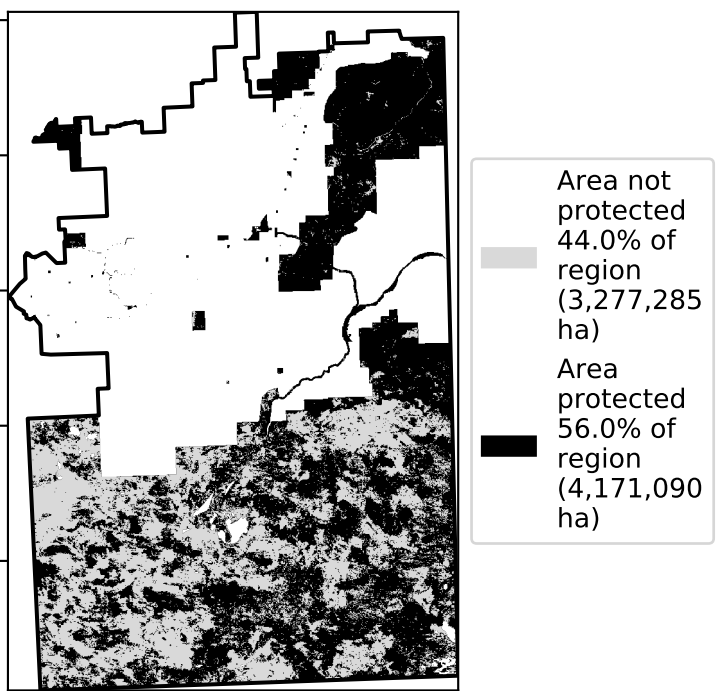 Area not
protected
44.0% of
region
(3,277,285
ha)
Area
protected
56.0% of
region
(4,171,090
ha)